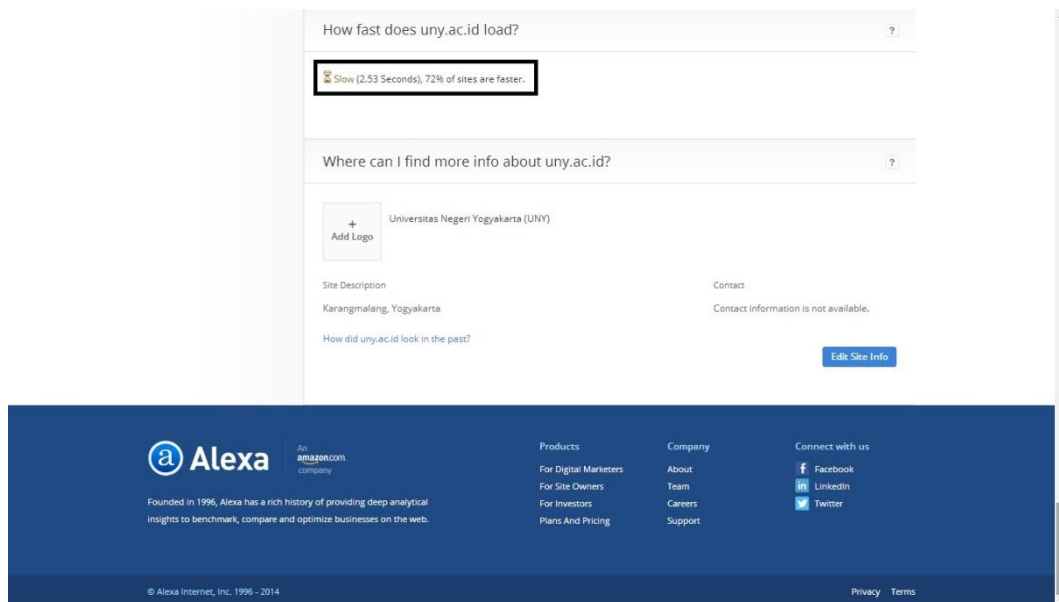 How fast does uny.ac.id load?
?
Slow (2.53 Seconds), 72% of sites are faster.
Where can I find more info about uny.ac.id?
?
+
Add Logo
Universitas Negeri Yogyakarta (UNY)
Site Description
Contact
Karangmalang, Yogyakarta
Contact information is not available.
How did uny.ac.id look in the past?
Edit Site Info
a Alexa
An
amazon.com
company
Founded in 1996, Alexa has a rich history of providing deep analytical
insights to benchmark, compare and optimize businesses on the web.
Products
For Digital Marketers
For Site Owners
For Investors
Plans And Pricing
Company
About
Team
Careers
Support
Connect with us
f Facebook
in LinkedIn
Twitter
© Alexa Internet, Inc. 1996 - 2014
Privacy Terms